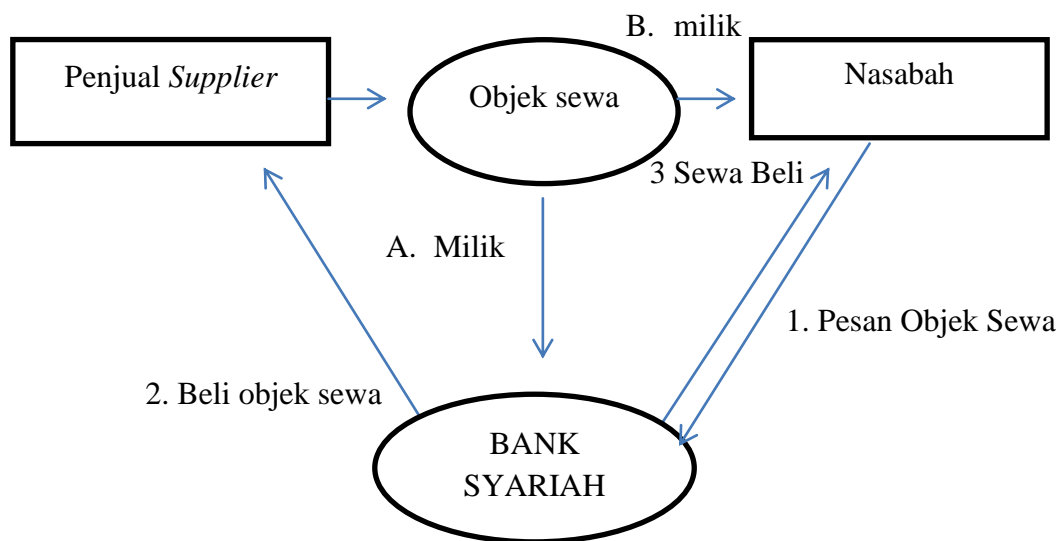 B. milik
Penjual Supplier
Objek sewa
Nasabah
3 Sewa Beli
A. Milik
1. Pesan Objek Sewa
2. Beli objek sewa
BANK
SYARIAH